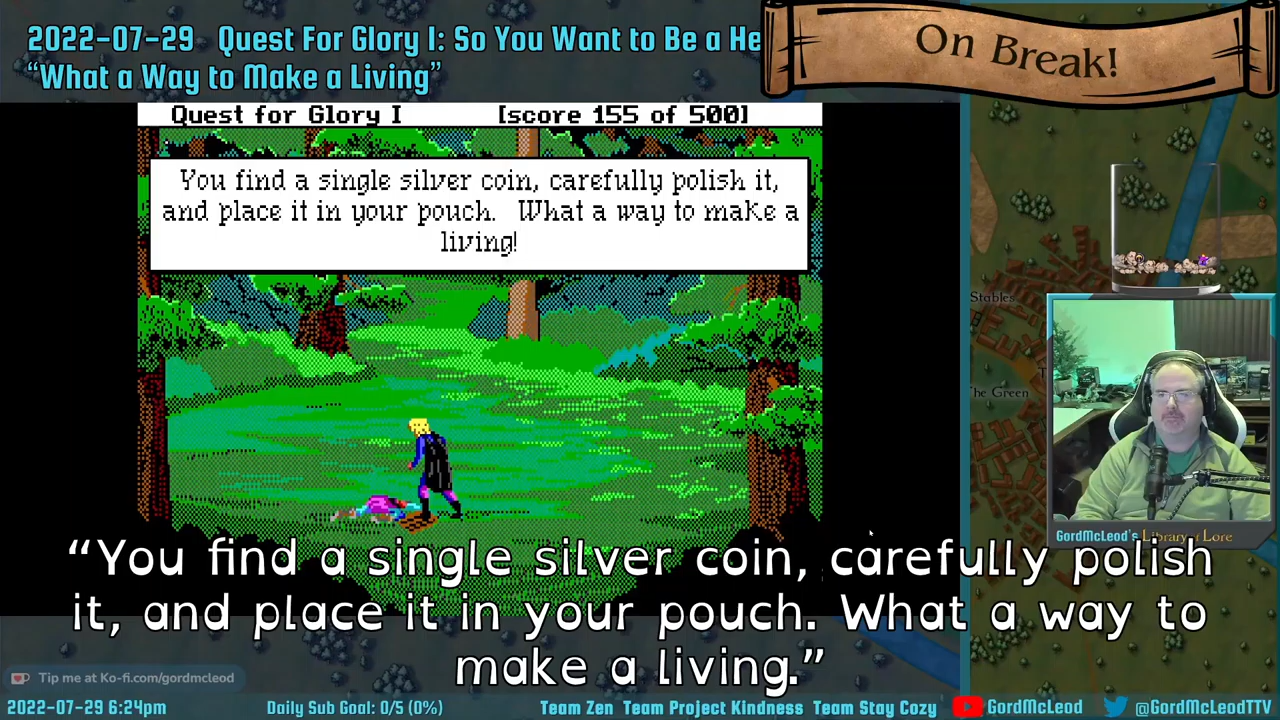 2022-07-29 Quest For Glory I: So You Want to Be a He
"What a Way to Make a Living"
On Break!
Quest for Glory I [score 155 of 500]
You find a single silver coin, carefully polish it,
and place it in your pouch. What a way to make a
living!
Stables
The Green
GordMcLeod's Library of Lore
"You find a single silver coin, carefully polish
it, and place it in your pouch. What a way to
make a living."
Tip me at Ko-fi.com/gordmcleod
2022-07-29 6:24pm Daily Sub Goal: 0/5 (0%) Team Zen Team Project Kindness Team Stay Cozy GordMcLeod @GordMcLeodTTV